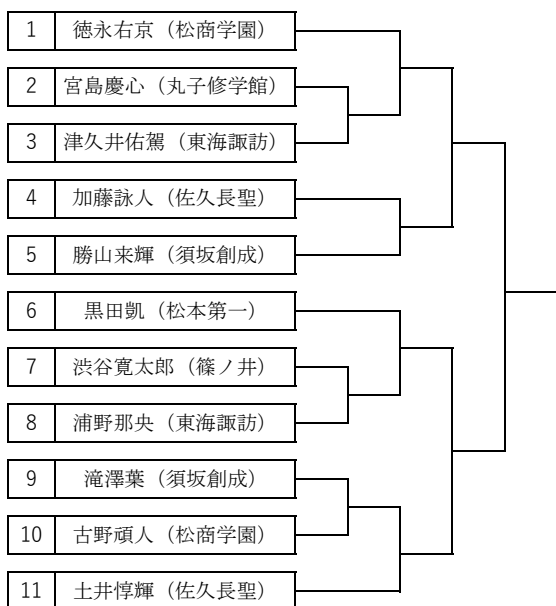 1 徳永右京（松商学園）
2 宮島慶心（丸子修学館）
3 津久井佑駕（東海諏訪）
4 加藤詠人（佐久長聖）
5 勝山来輝（須坂創成）
6 黒田凱（松本第一）
7 渋谷寛太郎（篠ノ井）
8 浦野那央（東海諏訪）
9 滝澤葉（須坂創成）
10 古野頑人（松商学園）
11 土井惇輝（佐久長聖）